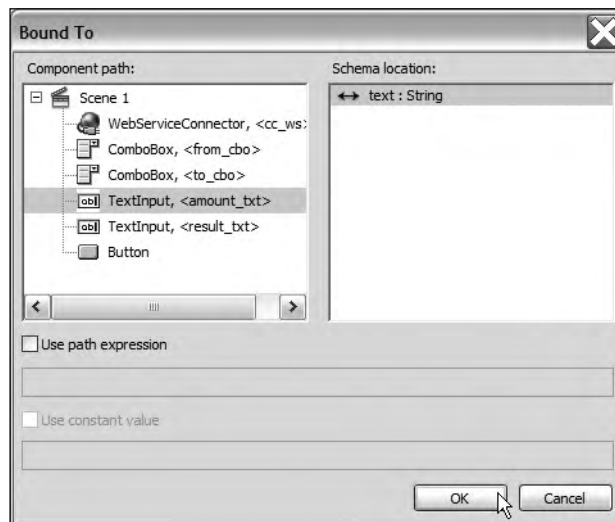 Bound To
Component path:
Schema location:
Scene 1
WebServiceConnector, <cc_ws>
ComboBox, <from_cbo>
ComboBox, <to_cbo>
TextInput, <amount_txt>
TextInput, <result_txt>
Button
text : String
Use path expression
Use constant value
OK
Cancel